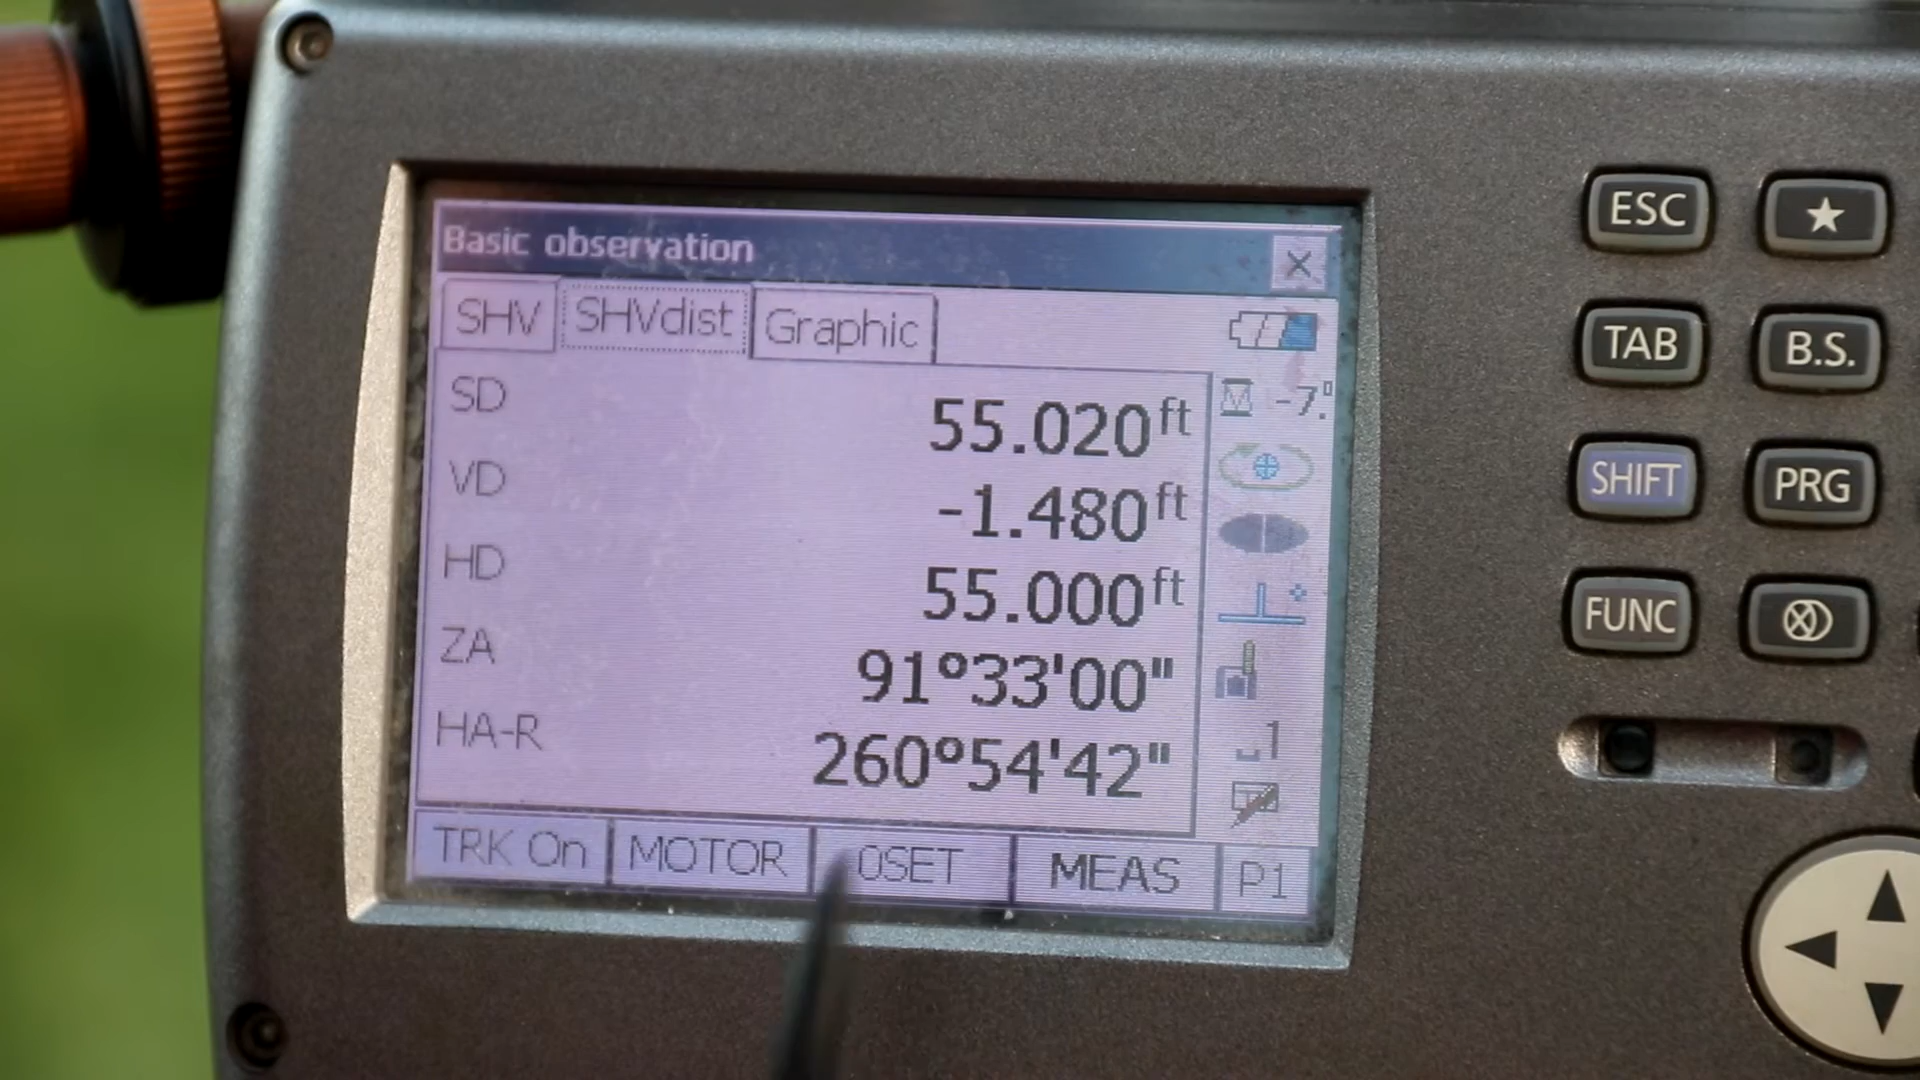 Basic observation
SHV SHVdist Graphic
SD 55.020ft
VD -1.480ft
HD 55.000ft
ZA 91°33'00"
HA-R 260°54'42"
-7.
1
TRK On MOTOR 0SET MEAS P1
ESC
TAB B.S.
SHIFT PRG
FUNC